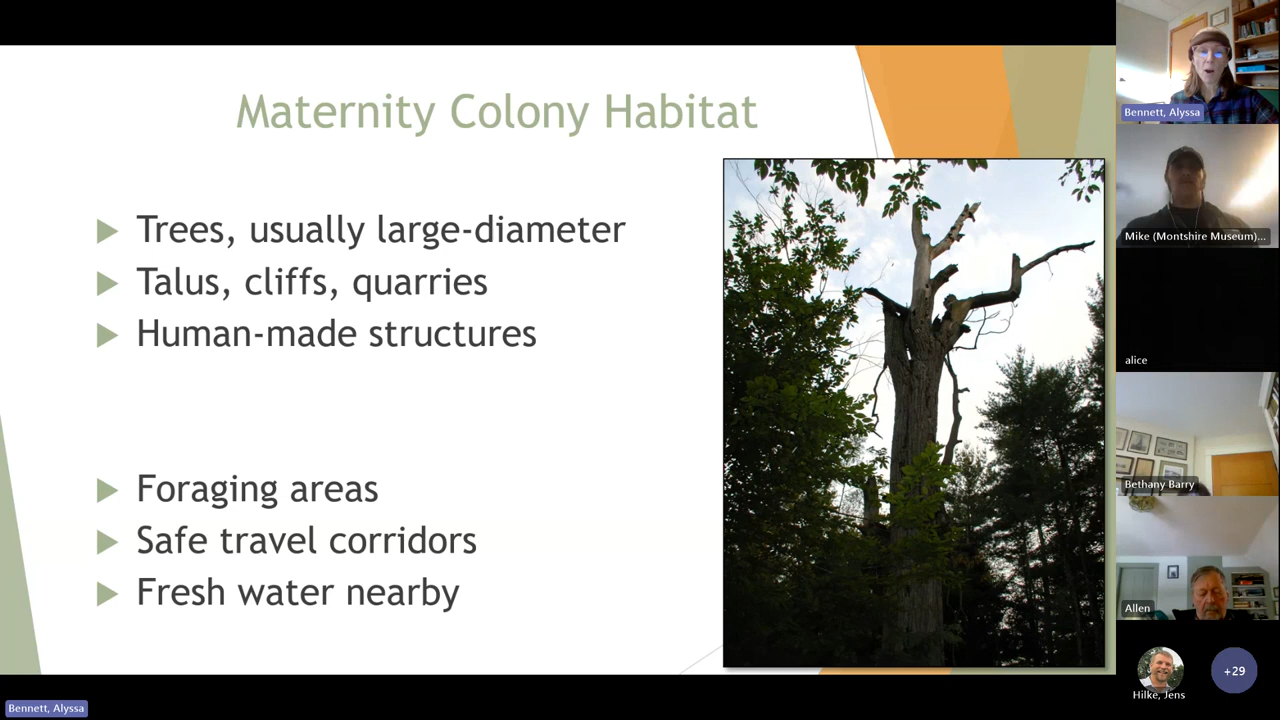 Maternity Colony Habitat
Trees, usually large-diameter
Talus, cliffs, quarries
Human-made structures
Foraging areas
Safe travel corridors
Fresh water nearby
Bennett, Alyssa
Bennett, Alyssa
Mike (Montshire Museum)...
alice
Bethany Barry
Allen
Hilke, Jens
+29